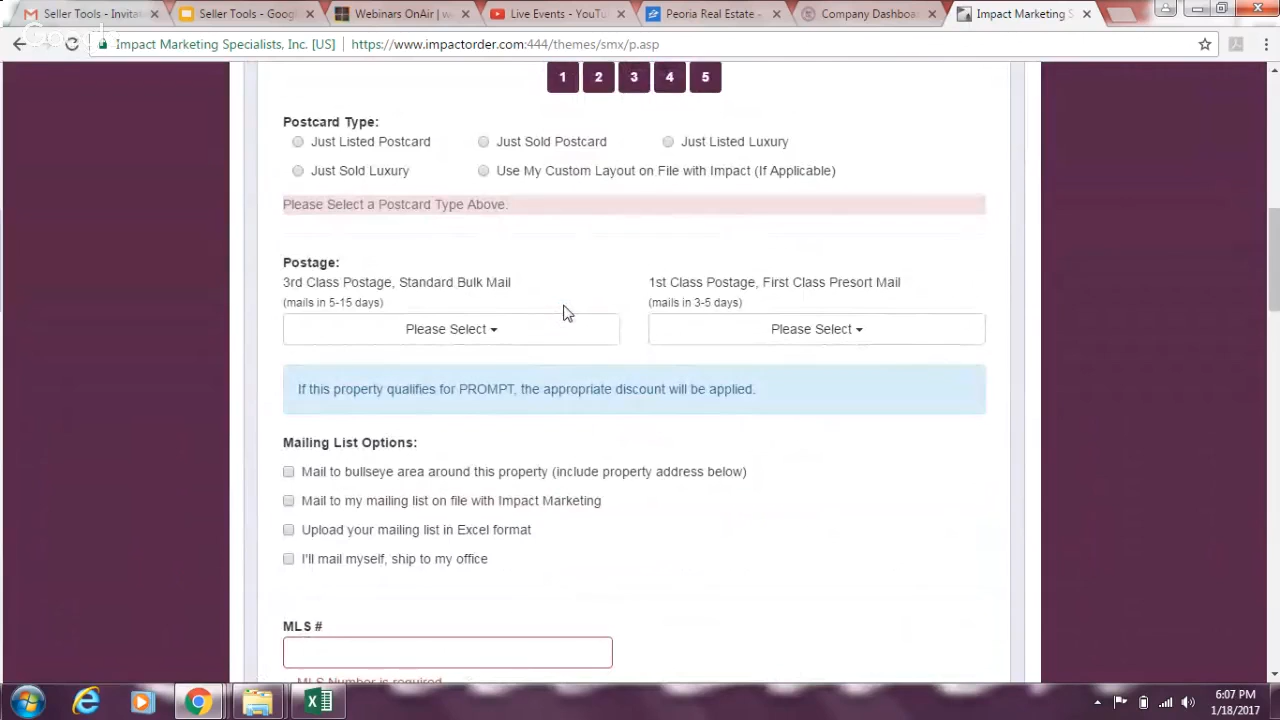 Seller Tools - Invitat
Seller Tools - Goog
Webinars OnAir
Live Events - YouT
Peoria Real Estate -
Company Dashboa
Impact Marketing S
Google
Impact Marketing Specialists, Inc. [US]
https://www.impactorder.com:444/themes/smx/p.asp
1 2 3 4 5
Postcard Type:
Just Listed Postcard Just Sold Postcard Just Listed Luxury
Just Sold Luxury Use My Custom Layout on File with Impact (If Applicable)
Please Select a Postcard Type Above.
Postage:
3rd Class Postage, Standard Bulk Mail
(mails in 5-15 days)
Please Select
1st Class Postage, First Class Presort Mail
(mails in 3-5 days)
Please Select
If this property qualifies for PROMPT, the appropriate discount will be applied.
Mailing List Options:
Mail to bullseye area around this property (include property address below)
Mail to my mailing list on file with Impact Marketing
Upload your mailing list in Excel format
I'll mail myself, ship to my office
MLS #
MLS Number is required
6:07 PM
1/18/2017